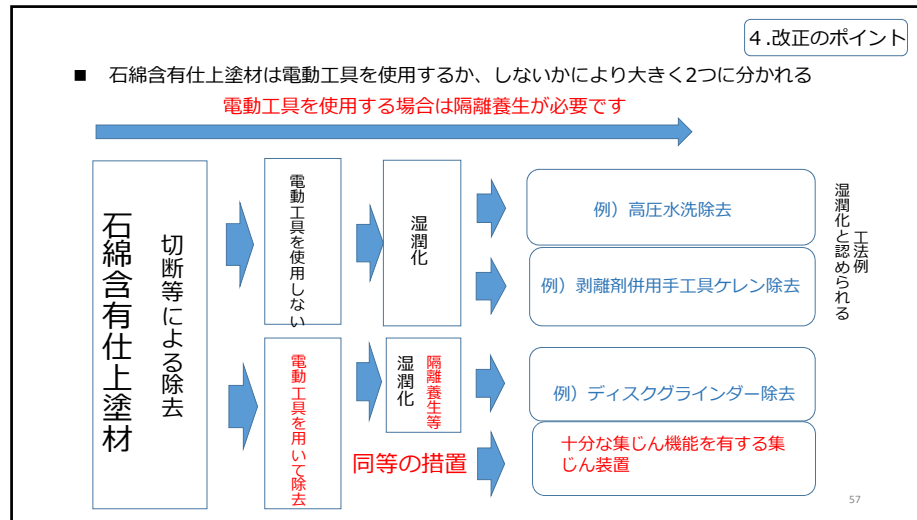 ４.改正のポイント
■ 石綿含有仕上塗材は電動工具を使用するか、しないかにより大きく2つに分かれる
電動工具を使用する場合は隔離養生が必要です
石綿含有仕上塗材
切断等による除去
電動工具を使用しない
湿潤化
例）高圧水洗除去
例）剥離剤併用手工具ケレン除去
湿潤化と認められる
工法例
電動工具を用いて除去
湿潤化
隔離養生等
例）ディスクグラインダー除去
同等の措置
十分な集じん機能を有する集
じん装置
57